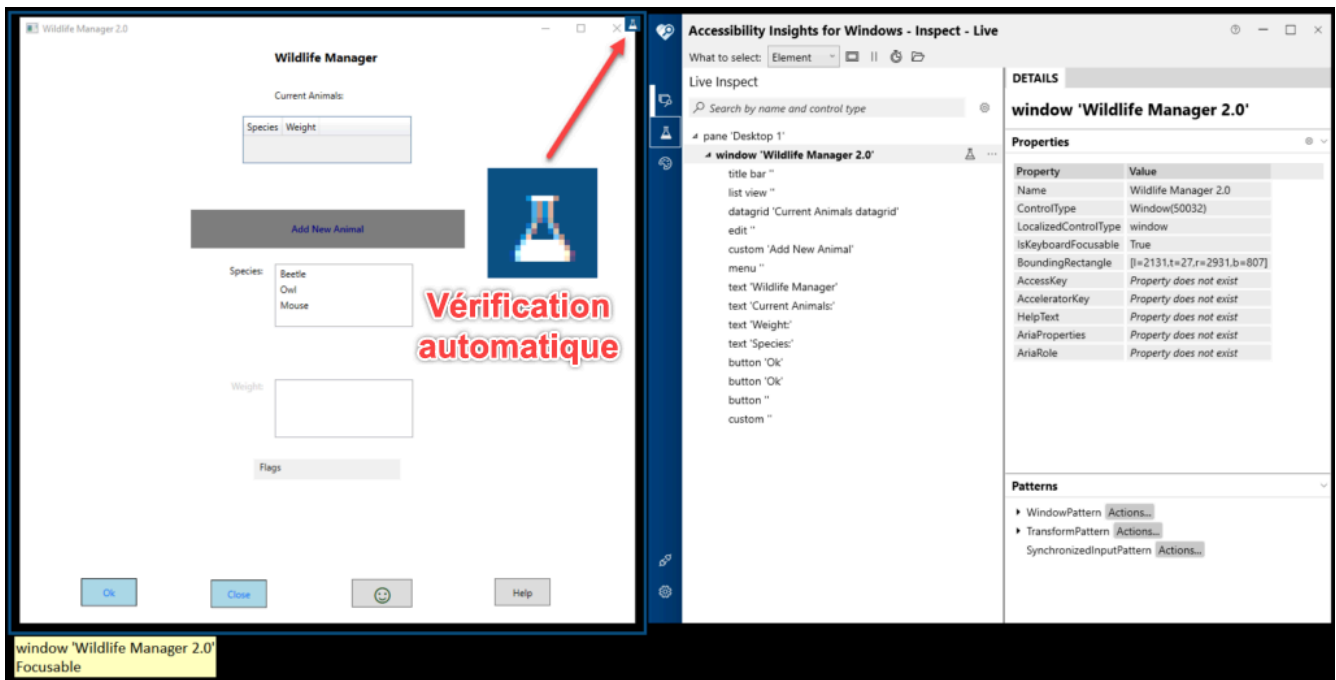 Wildlife Manager 2.0
Wildlife Manager
Current Animals:
Species Weight
Add New Animal
Species:
Beetle
Owl
Mouse
Vérification
automatique
Weight:
Flags
Ok
Close
Help
window 'Wildlife Manager 2.0'
Focusable
Accessibility Insights for Windows - Inspect - Live
What to select: Element
Live Inspect
Search by name and control type
pane 'Desktop 1'
window 'Wildlife Manager 2.0'
title bar ''
list view ''
datagrid 'Current Animals datagrid'
edit ''
custom 'Add New Animal'
menu ''
text 'Wildlife Manager'
text 'Current Animals:'
text 'Weight:'
text 'Species:'
button 'Ok'
button 'Ok'
button ''
custom ''
DETAILS
window 'Wildlife Manager 2.0'
Properties
Property Value
Name Wildlife Manager 2.0
ControlType Window(50032)
LocalizedControlType window
IsKeyboardFocusable True
BoundingRectangle [l=2131,t=27,r=2931,b=807]
AccessKey Property does not exist
AcceleratorKey Property does not exist
HelpText Property does not exist
AriaProperties Property does not exist
AriaRole Property does not exist
Patterns
WindowPattern Actions...
TransformPattern Actions...
SynchronizedInputPattern Actions...